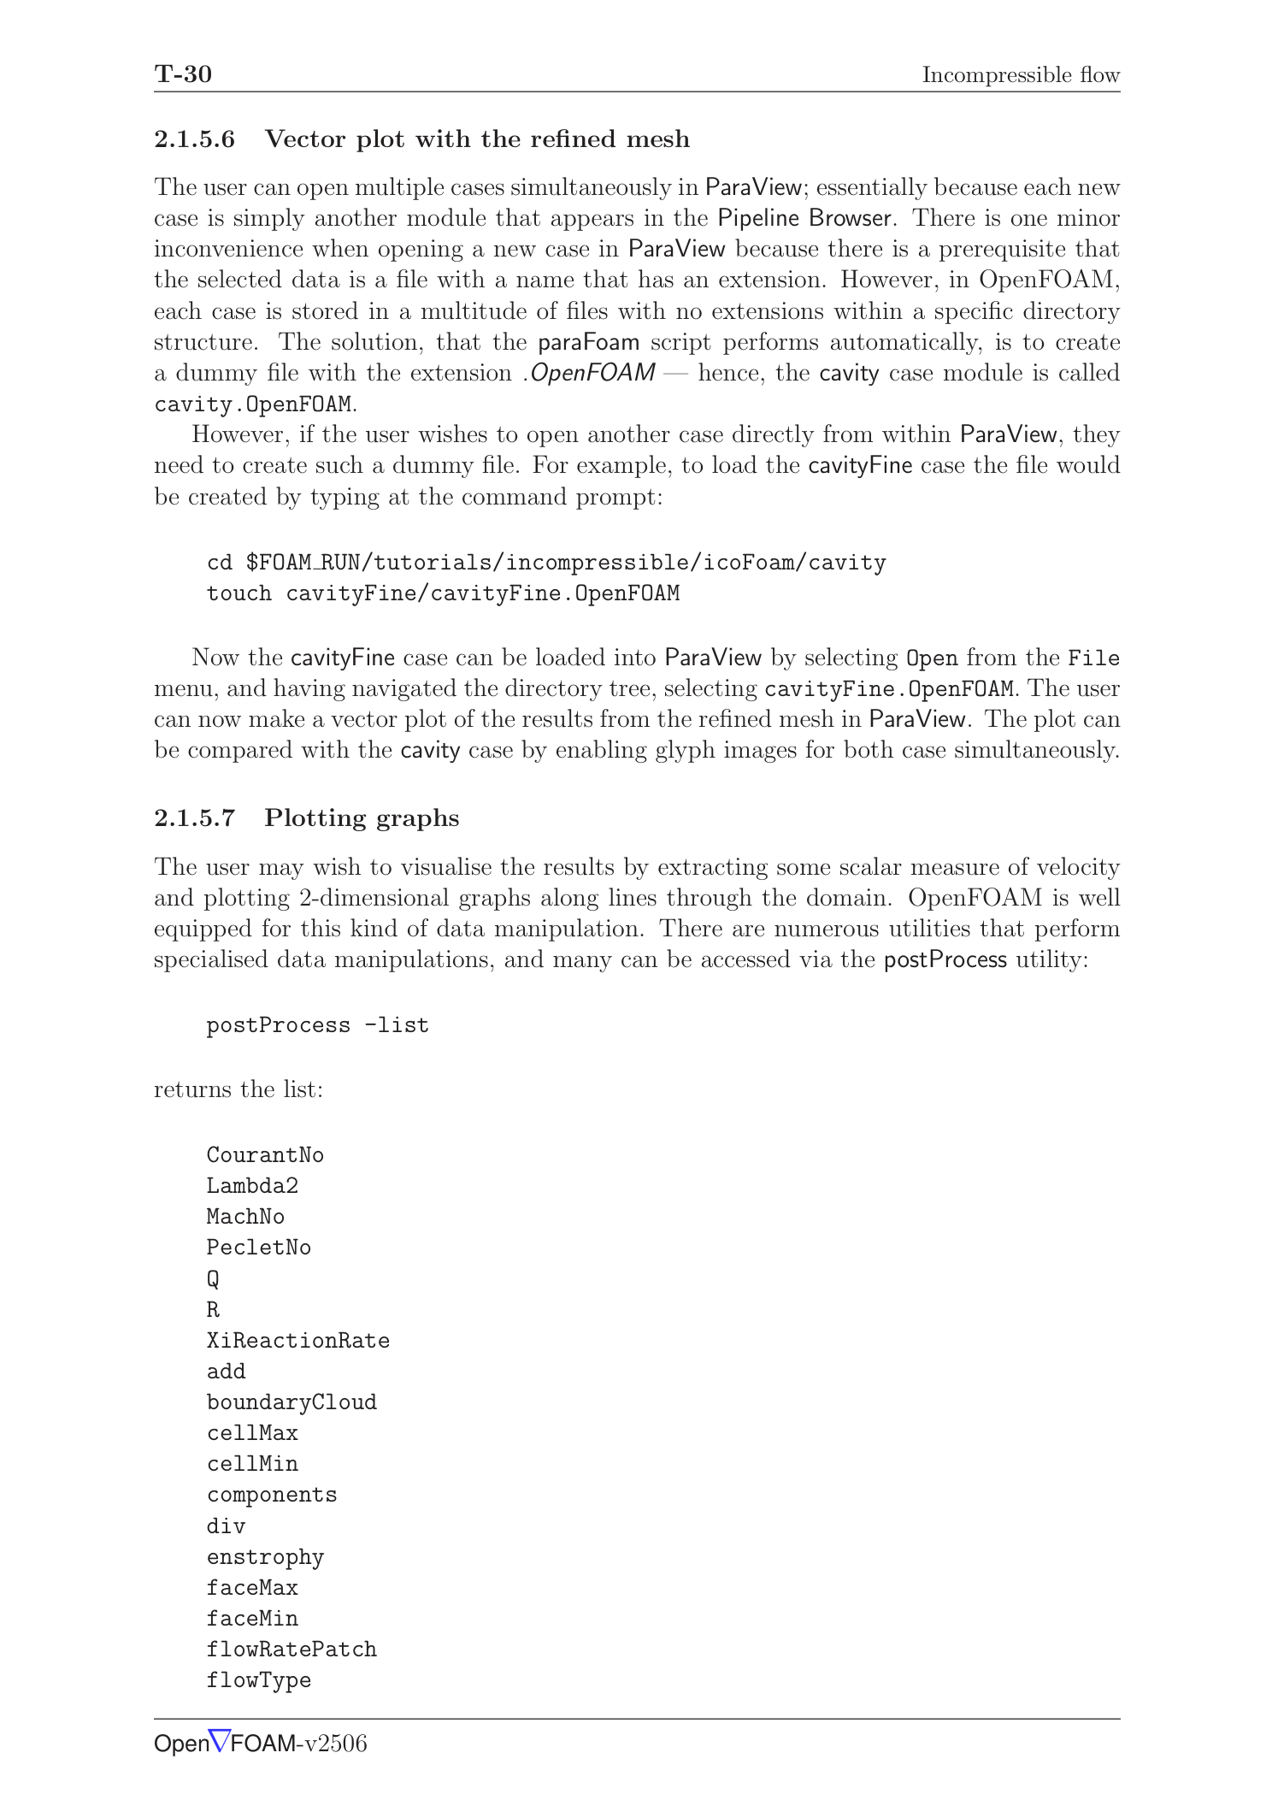 T-30 Incompressible flow
2.1.5.6 Vector plot with the refined mesh
The user can open multiple cases simultaneously in ParaView; essentially because each new
case is simply another module that appears in the Pipeline Browser. There is one minor
inconvenience when opening a new case in ParaView because there is a prerequisite that
the selected data is a file with a name that has an extension. However, in OpenFOAM,
each case is stored in a multitude of files with no extensions within a specific directory
structure. The solution, that the paraFoam script performs automatically, is to create
a dummy file with the extension .OpenFOAM — hence, the cavity case module is called
cavity.OpenFOAM.
However, if the user wishes to open another case directly from within ParaView, they
need to create such a dummy file. For example, to load the cavityFine case the file would
be created by typing at the command prompt:
cd $FOAM_RUN/tutorials/incompressible/icoFoam/cavity
touch cavityFine/cavityFine.OpenFOAM
Now the cavityFine case can be loaded into ParaView by selecting Open from the File
menu, and having navigated the directory tree, selecting cavityFine.OpenFOAM. The user
can now make a vector plot of the results from the refined mesh in ParaView. The plot can
be compared with the cavity case by enabling glyph images for both case simultaneously.
2.1.5.7 Plotting graphs
The user may wish to visualise the results by extracting some scalar measure of velocity
and plotting 2-dimensional graphs along lines through the domain. OpenFOAM is well
equipped for this kind of data manipulation. There are numerous utilities that perform
specialised data manipulations, and many can be accessed via the postProcess utility:
postProcess -list
returns the list:
CourantNo
Lambda2
MachNo
PecletNo
Q
R
XiReactionRate
add
boundaryCloud
cellMax
cellMin
components
div
enstrophy
faceMax
faceMin
flowRatePatch
flowType
Open∇FOAM-v2506